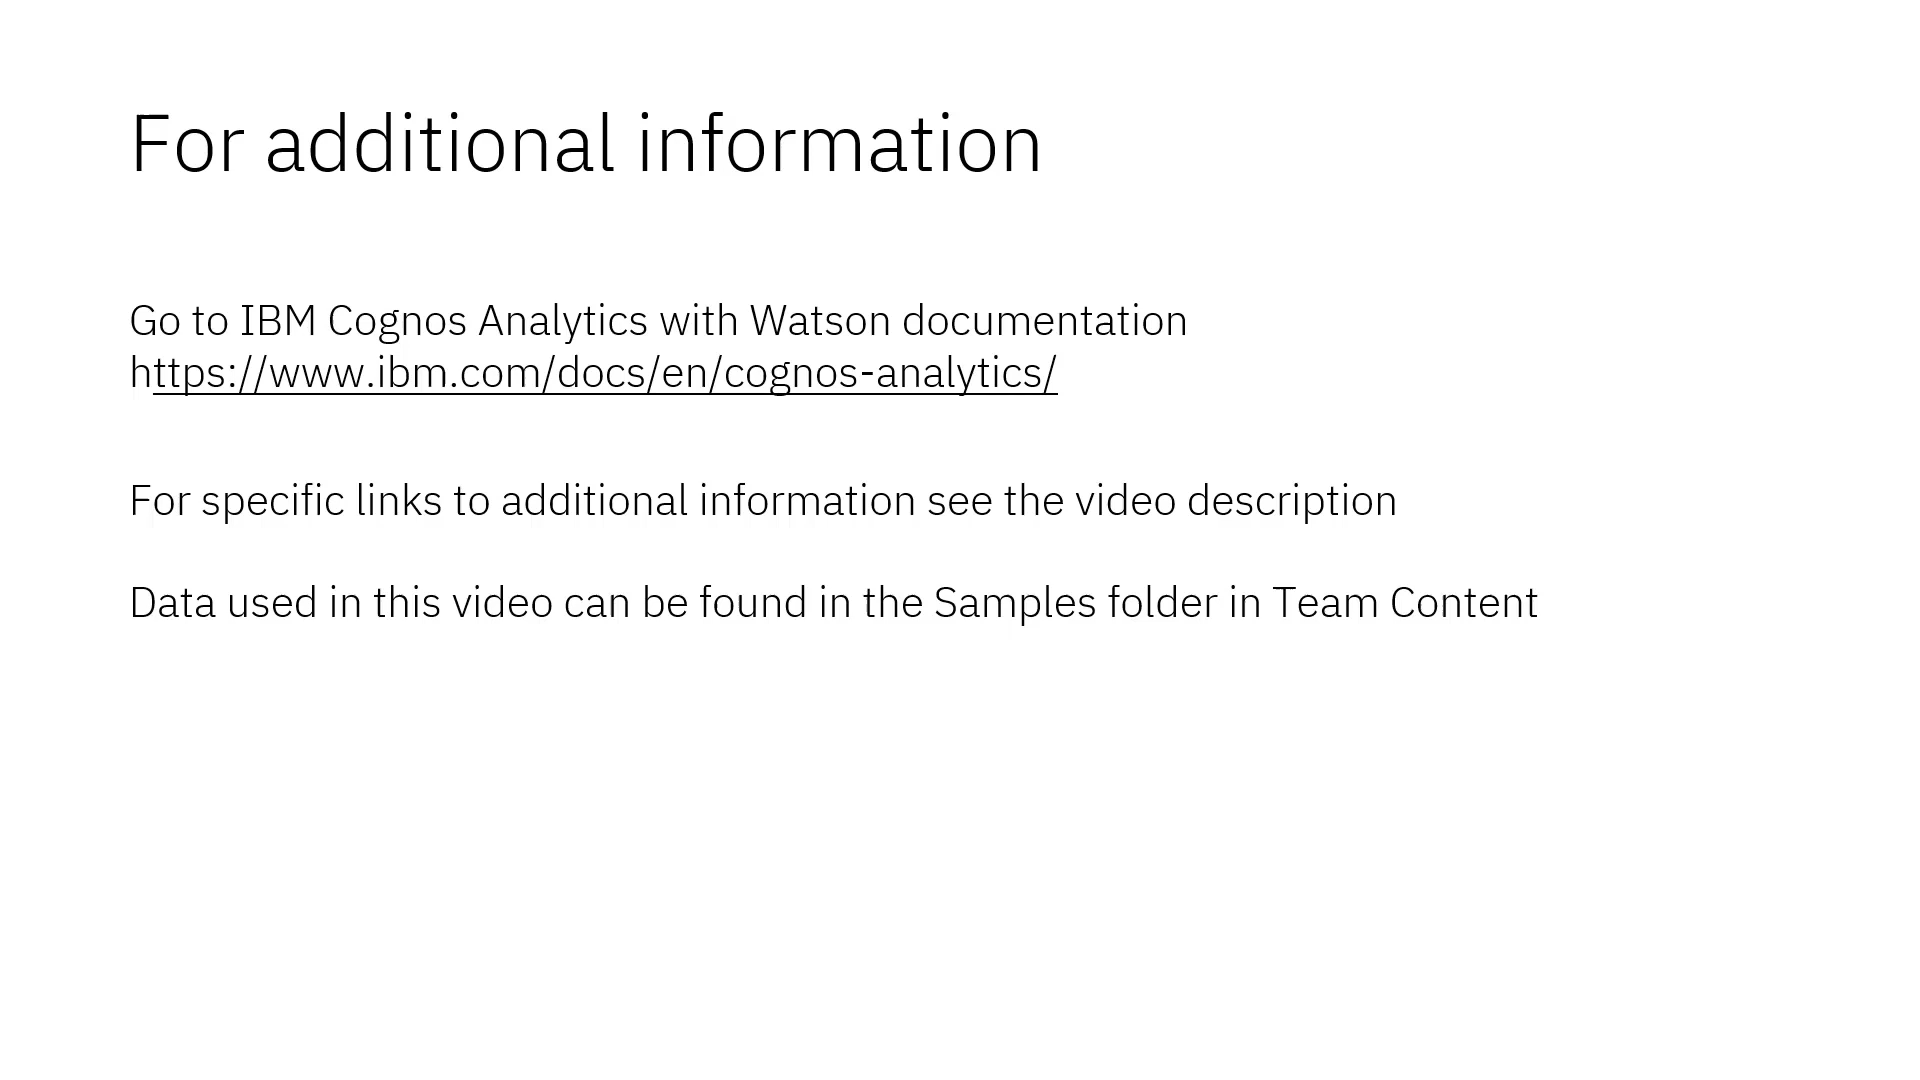 For additional information
Go to IBM Cognos Analytics with Watson documentation
https://www.ibm.com/docs/en/cognos-analytics/
For specific links to additional information see the video description
Data used in this video can be found in the Samples folder in Team Content